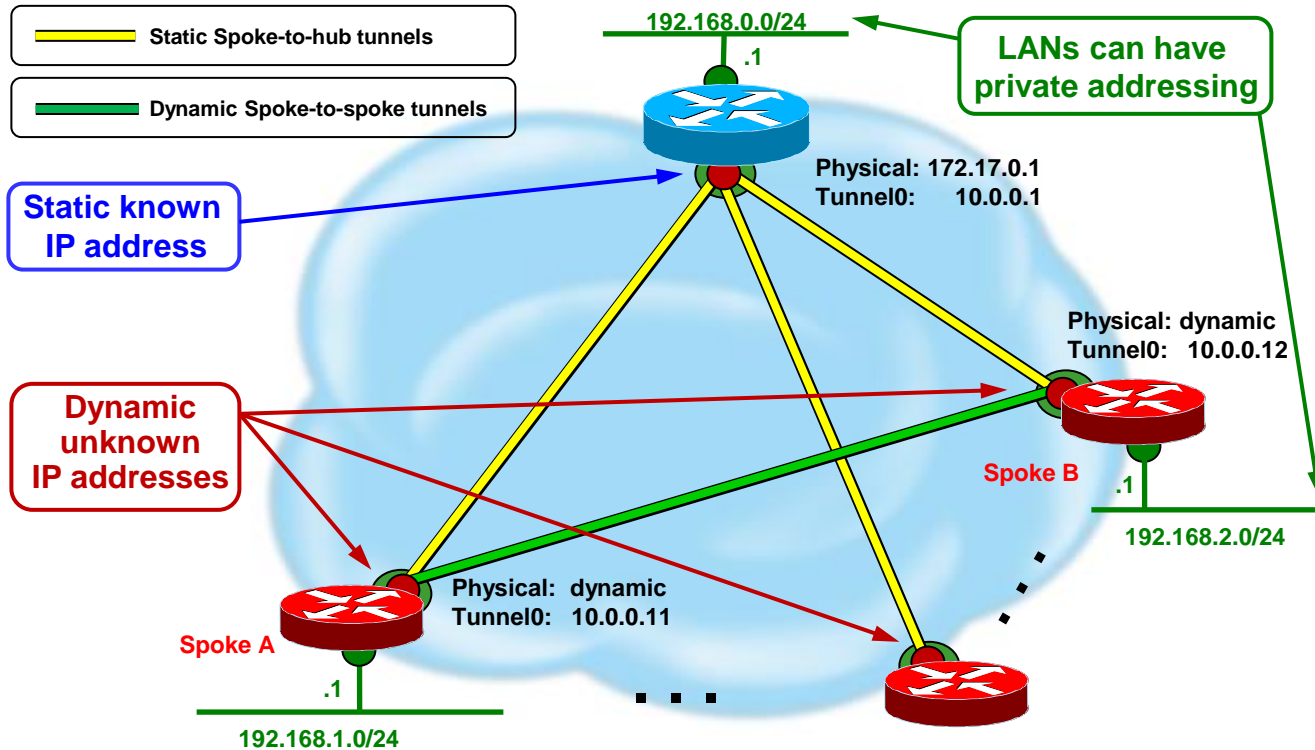 Static Spoke-to-hub tunnels
Dynamic Spoke-to-spoke tunnels
192.168.0.0/24
.1
LANs can have
private addressing
Physical: 172.17.0.1
Tunnel0: 10.0.0.1
Static known
IP address
Physical: dynamic
Tunnel0: 10.0.0.12
Dynamic
unknown
IP addresses
Spoke B
.1
192.168.2.0/24
Physical: dynamic
Tunnel0: 10.0.0.11
Spoke A
.1
192.168.1.0/24
. . .
. . . .